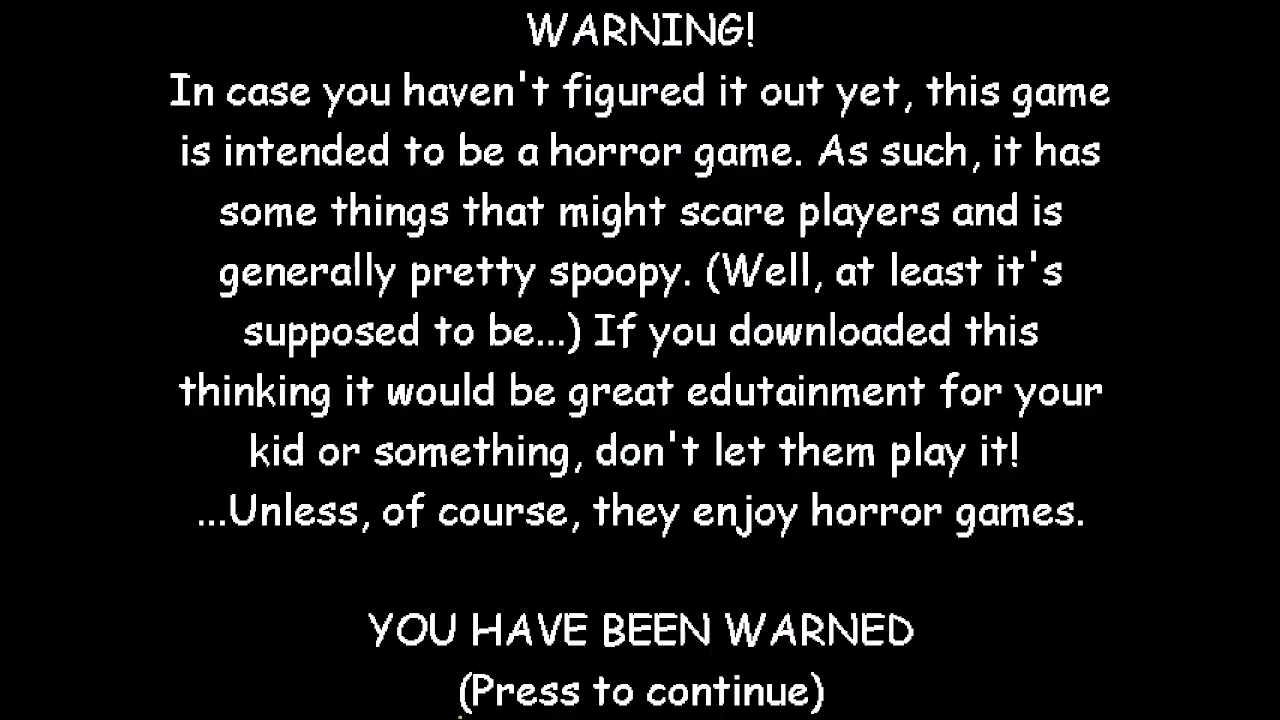 WARNING!
In case you haven't figured it out yet, this game
is intended to be a horror game. As such, it has
some things that might scare players and is
generally pretty spoopy. (Well, at least it's
supposed to be...) If you downloaded this
thinking it would be great edutainment for your
kid or something, don't let them play it!
...Unless, of course, they enjoy horror games.
YOU HAVE BEEN WARNED
(Press to continue)